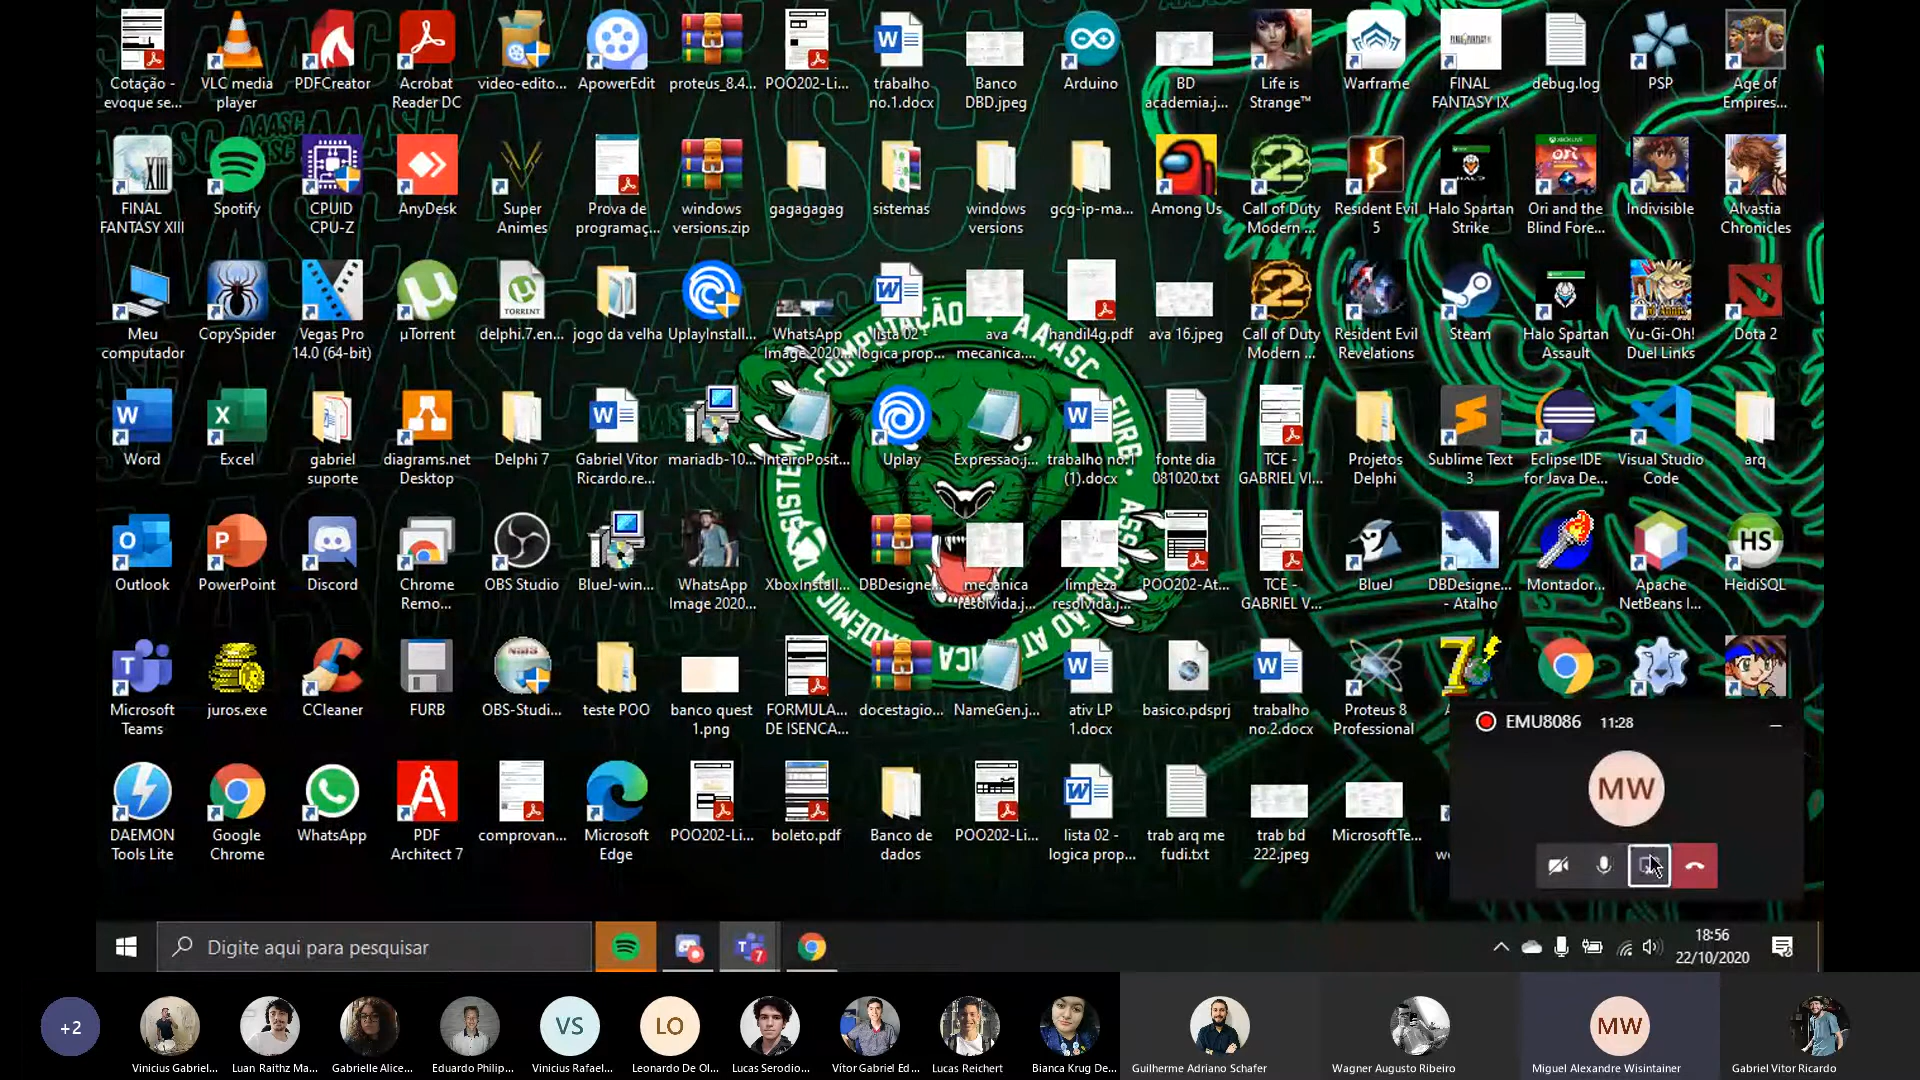 Cotação -
evoque se...
VLC media
player
PDFCreator
Acrobat
Reader DC
video-edito...
ApowerEdit
proteus_8.4...
POO202-Li...
trabalho
no.1.docx
Banco
DBD.jpeg
Arduino
BD
academia.j...
Life is
Strange™
Warframe
FINAL
FANTASY IX
debug.log
PSP
Age of
Empires...
FINAL
FANTASY XIII
Spotify
CPUID
CPU-Z
AnyDesk
Super
Animes
Prova de
programaç...
windows
versions.zip
gagagagag
sistemas
windows
versions
gcg-ip-ma...
Among Us
Call of Duty
Modern ...
Resident Evil
5
Halo Spartan
Strike
Ori and the
Blind Fore...
Indivisible
Alvastia
Chronicles
Meu
computador
CopySpider
Vegas Pro
14.0 (64-bit)
µTorrent
delphi.7.en...
jogo da velha
UplayInstall...
WhatsApp
Image 2020...
lista 02 -
logica prop...
ava
mecanica....
handil4g.pdf
ava 16.jpeg
Call of Duty
Modern ...
Resident Evil
Revelations
Steam
Halo Spartan
Assault
Yu-Gi-Oh!
Duel Links
Dota 2
Word
Excel
gabriel
suporte
diagrams.net
Desktop
Delphi 7
Gabriel Vitor
Ricardo.re...
mariadb-10...
InteiroPosit...
Uplay
Expressao.j...
trabalho no.1
(1).docx
fonte dia
081020.txt
TCE -
GABRIEL VI...
Projetos
Delphi
Sublime Text
3
Eclipse IDE
for Java De...
Visual Studio
Code
arq
Outlook
PowerPoint
Discord
Chrome
Remo...
OBS Studio
BlueJ-win...
WhatsApp
Image 2020...
XboxInstall...
DBDesigne...
mecanica
resolvida.j...
limpeza
resolvida.j...
POO202-At...
TCE -
GABRIEL V...
BlueJ
DBDesigne...
- Atalho
Montador...
Apache
NetBeans I...
HeidiSQL
Microsoft
Teams
juros.exe
CCleaner
FURB
OBS-Studi...
teste POO
banco quest
1.png
FORMULA...
DE ISENCA...
docestagio...
NameGen.j...
ativ LP
1.docx
basico.pdsprj
trabalho
no.2.docx
Proteus 8
Professional
EMU8086 11:28
MW
DAEMON
Tools Lite
Google
Chrome
WhatsApp
PDF
Architect 7
comprovan...
Microsoft
Edge
POO202-Li...
boleto.pdf
Banco de
dados
POO202-Li...
lista 02 -
logica prop...
trab arq me
fudi.txt
trab bd
222.jpeg
MicrosoftTe...
Digite aqui para pesquisar
18:56
22/10/2020
+2
VS
LO
MW
Vinicius Gabriel...
Luan Raithz Ma...
Gabrielle Alice...
Eduardo Philip...
Vinicius Rafael...
Leonardo De Ol...
Lucas Serodio...
Vítor Gabriel Ed...
Lucas Reichert
Bianca Krug De...
Guilherme Adriano Schafer
Wagner Augusto Ribeiro
Miguel Alexandre Wisintainer
Gabriel Vitor Ricardo